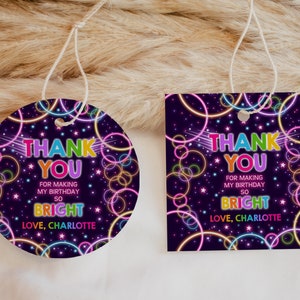 THANK
YOU
FOR MAKING
MY BIRTHDAY
SO
BRIGHT
LOVE, CHARLOTTE
THANK
YOU
FOR MAKING
MY BIRTHDAY
SO
BRIGHT
LOVE, CHARLOTTE